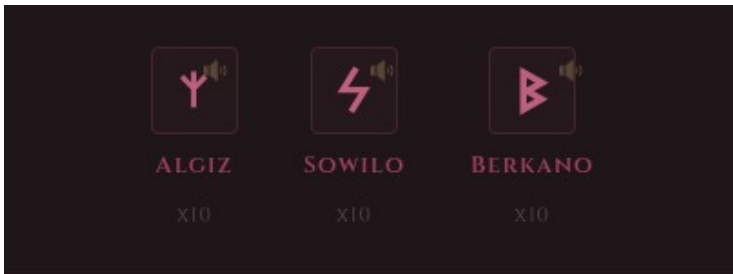 ᛉ ᛋ ᛒ
Algiz Sowilo Berkano
x10 x10 x10